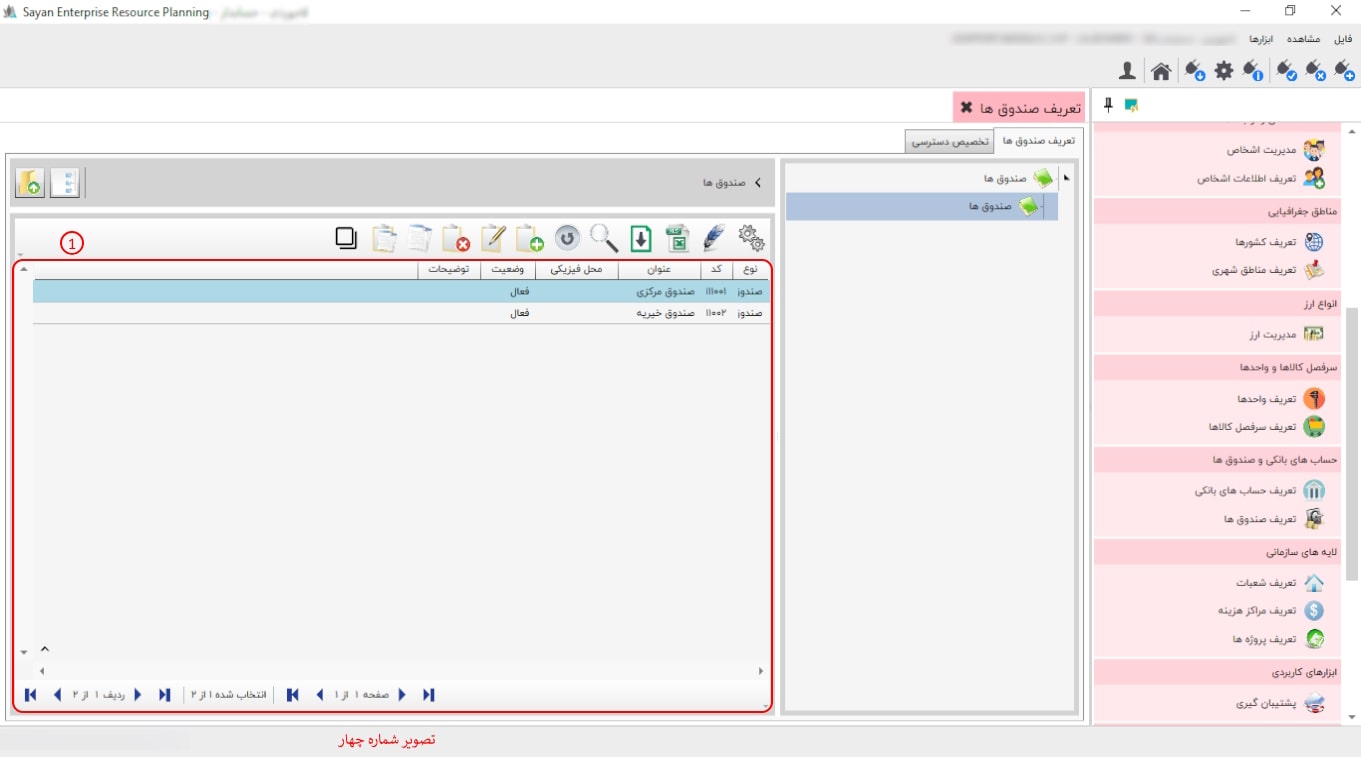 Sayan Enterprise Resource Planning
فایل مشاهده ابزارها
تعریف صندوق ها
تعریف صندوق ها
تخصیص دسترسی
صندوق ها
صندوق ها
صندوق ها
1
نوع کد عنوان محل فیزیکی وضعیت توضیحات
صندوز ۱۱۱۰۰۱ صندوق مرکزی فعال
صندوز ۱۱۰۰۲ صندوق خیریه فعال
ردیف ۱ از ۲
انتخاب شده ۱ از ۲
صفحه ۱ از ۱
مدیریت اشخاص
تعریف اطلاعات اشخاص
مناطق جغرافیایی
تعریف کشورها
تعریف مناطق شهری
انواع ارز
مدیریت ارز
سرفصل کالاها و واحدها
تعریف واحدها
تعریف سرفصل کالاها
حساب های بانکی و صندوق ها
تعریف حساب های بانکی
تعریف صندوق ها
لایه های سازمانی
تعریف شعبات
تعریف مراکز هزینه
تعریف پروژه ها
ابزارهای کاربردی
پشتیبان گیری
تصویر شماره چهار